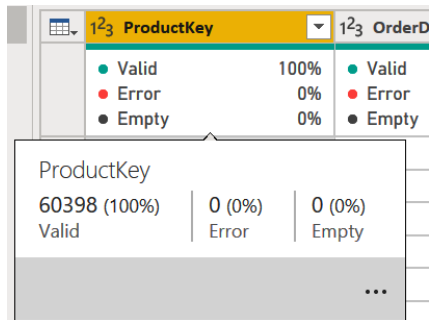 1²3 ProductKey 1²3 OrderD
Valid 100% Valid
Error 0% Error
Empty 0% Empty
ProductKey
60398 (100%) 0 (0%) 0 (0%)
Valid Error Empty
...